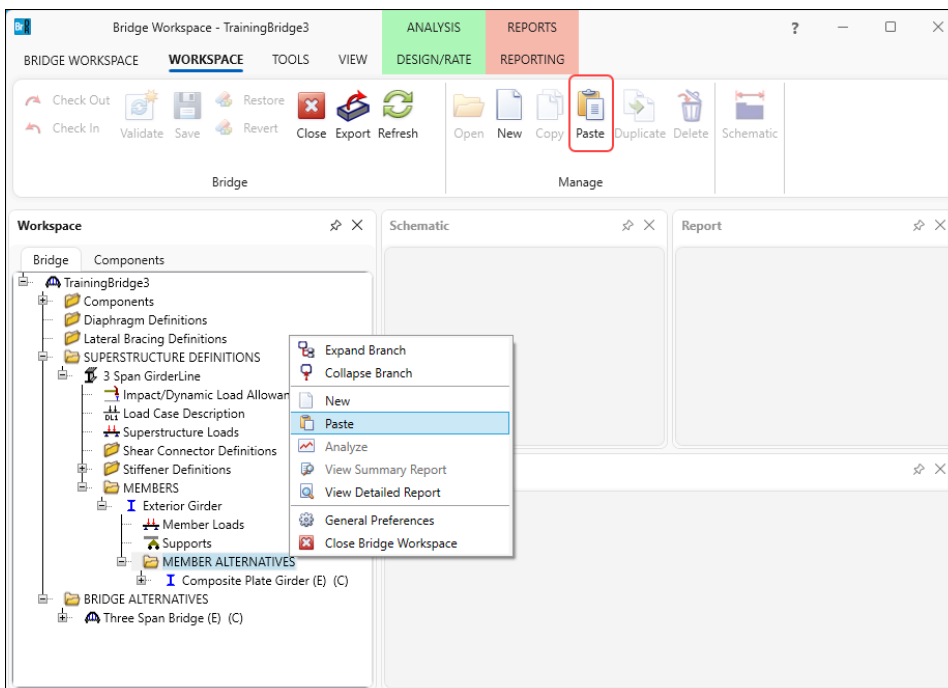 Br
Bridge Workspace - TrainingBridge3
ANALYSIS
REPORTS
?
BRIDGE WORKSPACE
WORKSPACE
TOOLS
VIEW
DESIGN/RATE
REPORTING
Check Out
Check In
Validate
Save
Restore
Revert
Close
Export
Refresh
Open
New
Copy
Paste
Duplicate
Delete
Schematic
Bridge
Manage
Workspace
Schematic
Report
Bridge
Components
TrainingBridge3
Components
Diaphragm Definitions
Lateral Bracing Definitions
SUPERSTRUCTURE DEFINITIONS
3 Span GirderLine
Impact/Dynamic Load Allowan
DL1
Load Case Description
Superstructure Loads
Shear Connector Definitions
Stiffener Definitions
MEMBERS
Exterior Girder
Member Loads
Supports
MEMBER ALTERNATIVES
Composite Plate Girder (E) (C)
BRIDGE ALTERNATIVES
Three Span Bridge (E) (C)
Expand Branch
Collapse Branch
New
Paste
Analyze
View Summary Report
View Detailed Report
General Preferences
Close Bridge Workspace